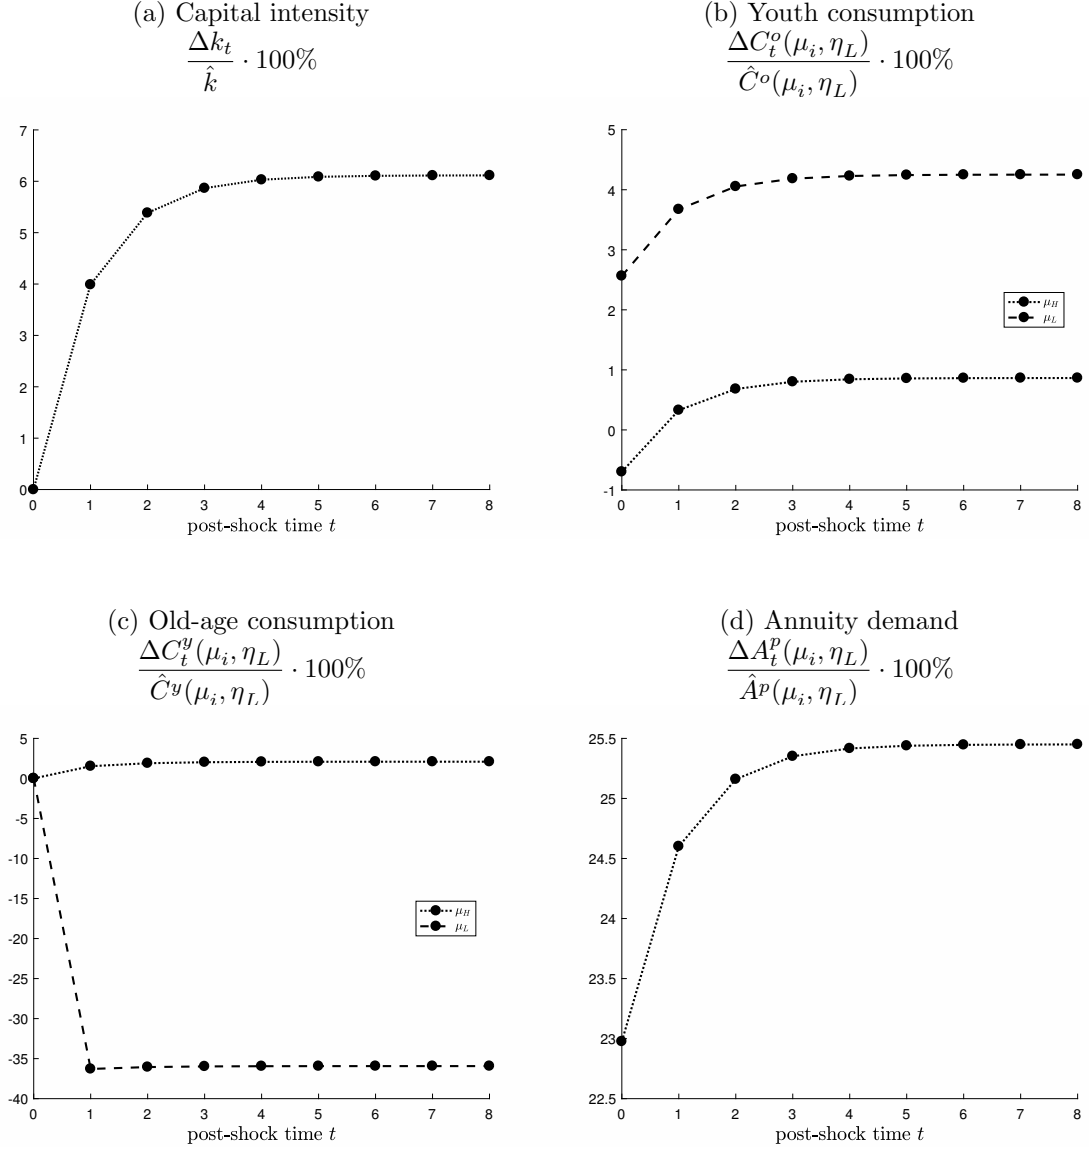 (a) Capital intensity
Δk_t / k̂ · 100%
7
6
5
4
3
2
1
0
0 1 2 3 4 5 6 7 8
post-shock time t
(b) Youth consumption
ΔC_t^o(μ_i, η_L) / Ĉ^o(μ_i, η_L) · 100%
5
4
3
2
1
0
-1
μ_H
μ_L
0 1 2 3 4 5 6 7 8
post-shock time t
(c) Old-age consumption
ΔC_t^y(μ_i, η_L) / Ĉ^y(μ_i, η_L) · 100%
5
0
-5
-10
-15
-20
-25
-30
-35
-40
μ_H
μ_L
0 1 2 3 4 5 6 7 8
post-shock time t
(d) Annuity demand
ΔA_t^p(μ_i, η_L) / Â^p(μ_i, η_L) · 100%
25.5
25
24.5
24
23.5
23
22.5
0 1 2 3 4 5 6 7 8
post-shock time t